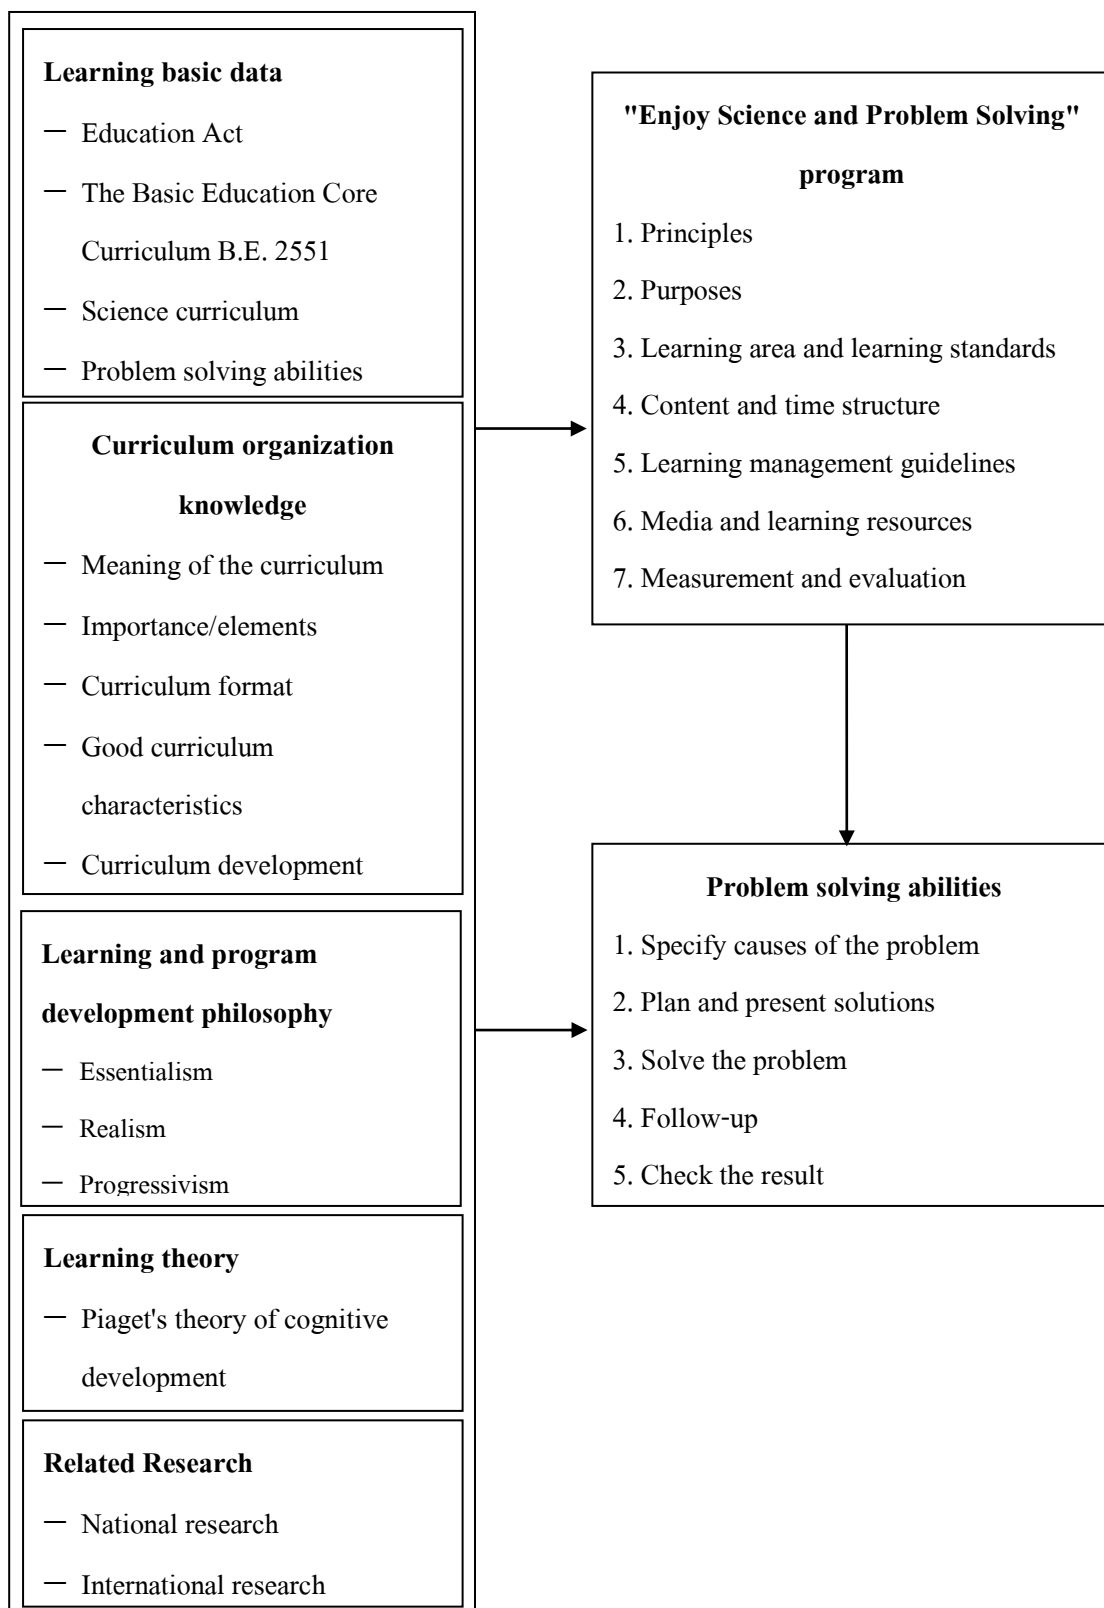 Learning basic data
— Education Act
— The Basic Education Core
Curriculum B.E. 2551
— Science curriculum
— Problem solving abilities
Curriculum organization
knowledge
— Meaning of the curriculum
— Importance/elements
— Curriculum format
— Good curriculum
characteristics
— Curriculum development
Learning and program
development philosophy
— Essentialism
— Realism
— Progressivism
Learning theory
— Piaget's theory of cognitive
development
Related Research
— National research
— International research
"Enjoy Science and Problem Solving"
program
1. Principles
2. Purposes
3. Learning area and learning standards
4. Content and time structure
5. Learning management guidelines
6. Media and learning resources
7. Measurement and evaluation
Problem solving abilities
1. Specify causes of the problem
2. Plan and present solutions
3. Solve the problem
4. Follow-up
5. Check the result